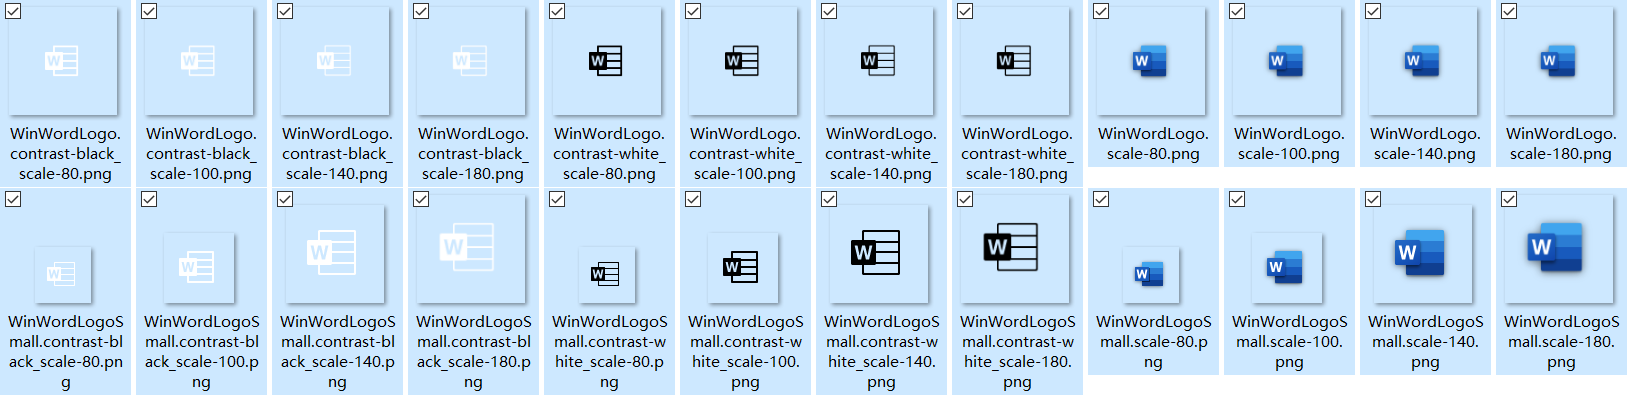 W
W
W
W
W
W
W
W
W
W
W
W
WinWordLogo.
contrast-black_
scale-80.png
WinWordLogo.
contrast-black_
scale-100.png
WinWordLogo.
contrast-black_
scale-140.png
WinWordLogo.
contrast-black_
scale-180.png
WinWordLogo.
contrast-white_
scale-80.png
WinWordLogo.
contrast-white_
scale-100.png
WinWordLogo.
contrast-white_
scale-140.png
WinWordLogo.
contrast-white_
scale-180.png
WinWordLogo.
scale-80.png
WinWordLogo.
scale-100.png
WinWordLogo.
scale-140.png
WinWordLogo.
scale-180.png
W
W
W
W
W
W
W
W
W
W
W
W
WinWordLogoS
mall.contrast-bl
ack_scale-80.pn
g
WinWordLogoS
mall.contrast-bl
ack_scale-100.p
ng
WinWordLogoS
mall.contrast-bl
ack_scale-140.p
ng
WinWordLogoS
mall.contrast-bl
ack_scale-180.p
ng
WinWordLogoS
mall.contrast-w
hite_scale-80.p
ng
WinWordLogoS
mall.contrast-w
hite_scale-100.
png
WinWordLogoS
mall.contrast-w
hite_scale-140.
png
WinWordLogoS
mall.contrast-w
hite_scale-180.
png
WinWordLogoS
mall.scale-80.p
ng
WinWordLogoS
mall.scale-100.
png
WinWordLogoS
mall.scale-140.
png
WinWordLogoS
mall.scale-180.
png